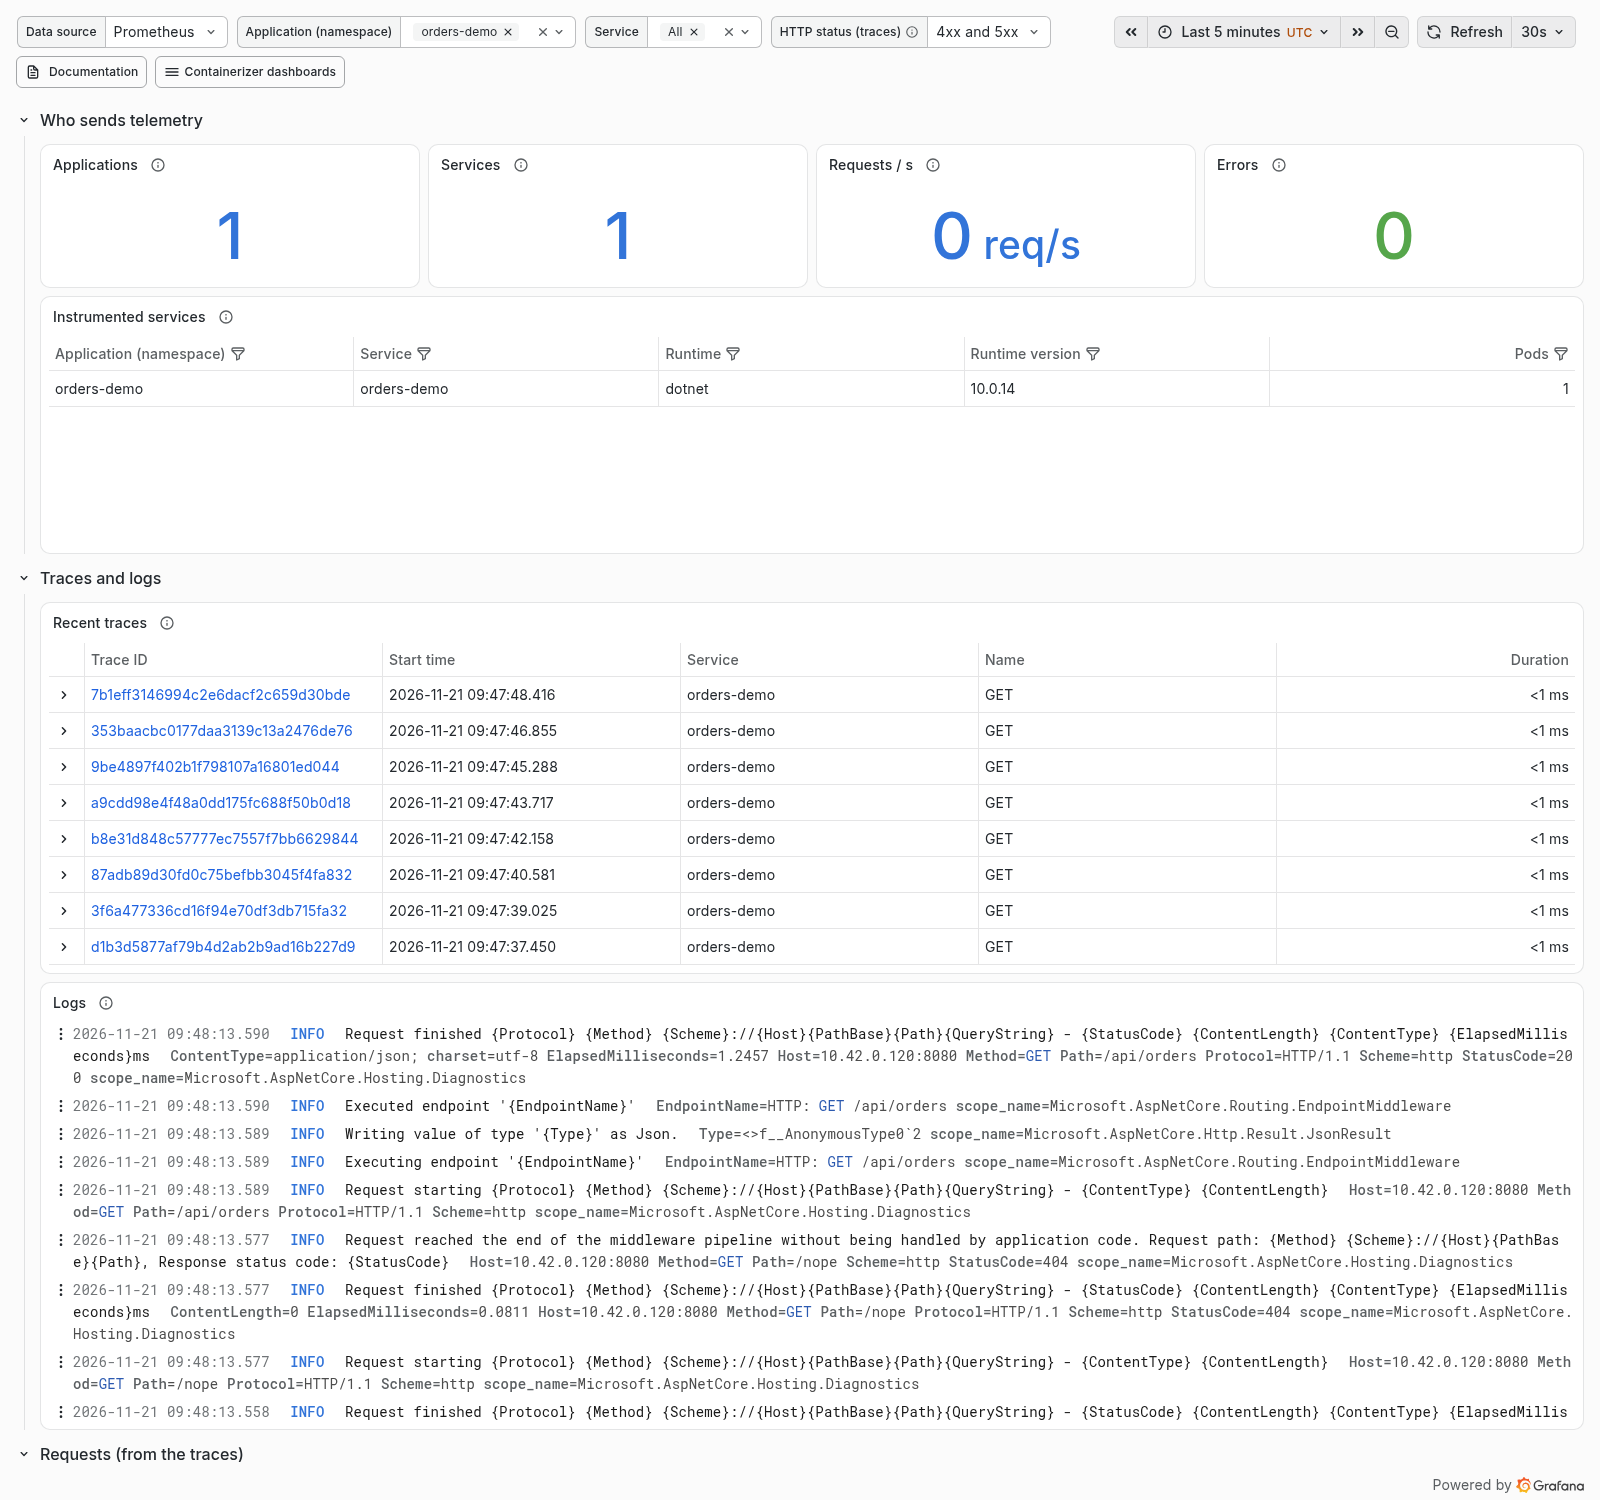 Data source Prometheus Application (namespace) orders-demo Service All HTTP status (traces) 4xx and 5xx Last 5 minutes UTC Refresh 30s
Documentation Containerizer dashboards
Who sends telemetry
Applications Services Requests / s Errors
1 1 0 req/s 0
Instrumented services
Application (namespace) Service Runtime Runtime version Pods
orders-demo orders-demo dotnet 10.0.14 1
Traces and logs
Recent traces
Trace ID Start time Service Name Duration
7b1eff3146994c2e6dacf2c659d30bde 2026-11-21 09:47:48.416 orders-demo GET <1 ms
353baacbc0177daa3139c13a2476de76 2026-11-21 09:47:46.855 orders-demo GET <1 ms
9be4897f402b1f798107a16801ed044 2026-11-21 09:47:45.288 orders-demo GET <1 ms
a9cdd98e4f48a0dd175fc688f50b0d18 2026-11-21 09:47:43.717 orders-demo GET <1 ms
b8e31d848c57777ec7557f7bb6629844 2026-11-21 09:47:42.158 orders-demo GET <1 ms
87adb89d30fd0c75befbb3045f4fa832 2026-11-21 09:47:40.581 orders-demo GET <1 ms
3f6a477336cd16f94e70df3db715fa32 2026-11-21 09:47:39.025 orders-demo GET <1 ms
d1b3d5877af79b4d2ab2b9ad16b227d9 2026-11-21 09:47:37.450 orders-demo GET <1 ms
Logs
2026-11-21 09:48:13.590 INFO Request finished {Protocol} {Method} {Scheme}://{Host}{PathBase}{Path}{QueryString} - {StatusCode} {ContentLength} {ContentType} {ElapsedMillis
econds}ms ContentType=application/json; charset=utf-8 ElapsedMilliseconds=1.2457 Host=10.42.0.120:8080 Method=GET Path=/api/orders Protocol=HTTP/1.1 Scheme=http StatusCode=20
0 scope_name=Microsoft.AspNetCore.Hosting.Diagnostics
2026-11-21 09:48:13.590 INFO Executed endpoint '{EndpointName}' EndpointName=HTTP: GET /api/orders scope_name=Microsoft.AspNetCore.Routing.EndpointMiddleware
2026-11-21 09:48:13.589 INFO Writing value of type '{Type}' as Json. Type=<>f__AnonymousType0`2 scope_name=Microsoft.AspNetCore.Http.Result.JsonResult
2026-11-21 09:48:13.589 INFO Executing endpoint '{EndpointName}' EndpointName=HTTP: GET /api/orders scope_name=Microsoft.AspNetCore.Routing.EndpointMiddleware
2026-11-21 09:48:13.589 INFO Request starting {Protocol} {Method} {Scheme}://{Host}{PathBase}{Path}{QueryString} - {ContentType} {ContentLength} Host=10.42.0.120:8080 Meth
od=GET Path=/api/orders Protocol=HTTP/1.1 Scheme=http scope_name=Microsoft.AspNetCore.Hosting.Diagnostics
2026-11-21 09:48:13.577 INFO Request reached the end of the middleware pipeline without being handled by application code. Request path: {Method} {Scheme}://{Host}{PathBas
e}{Path}, Response status code: {StatusCode} Host=10.42.0.120:8080 Method=GET Path=/nope Scheme=http StatusCode=404 scope_name=Microsoft.AspNetCore.Hosting.Diagnostics
2026-11-21 09:48:13.577 INFO Request finished {Protocol} {Method} {Scheme}://{Host}{PathBase}{Path}{QueryString} - {StatusCode} {ContentLength} {ContentType} {ElapsedMillis
econds}ms ContentLength=0 ElapsedMilliseconds=0.0811 Host=10.42.0.120:8080 Method=GET Path=/nope Protocol=HTTP/1.1 Scheme=http StatusCode=404 scope_name=Microsoft.AspNetCore.
Hosting.Diagnostics
2026-11-21 09:48:13.577 INFO Request starting {Protocol} {Method} {Scheme}://{Host}{PathBase}{Path}{QueryString} - {ContentType} {ContentLength} Host=10.42.0.120:8080 Meth
od=GET Path=/nope Protocol=HTTP/1.1 Scheme=http scope_name=Microsoft.AspNetCore.Hosting.Diagnostics
2026-11-21 09:48:13.558 INFO Request finished {Protocol} {Method} {Scheme}://{Host}{PathBase}{Path}{QueryString} - {StatusCode} {ContentLength} {ContentType} {ElapsedMillis
Requests (from the traces)
Powered by Grafana